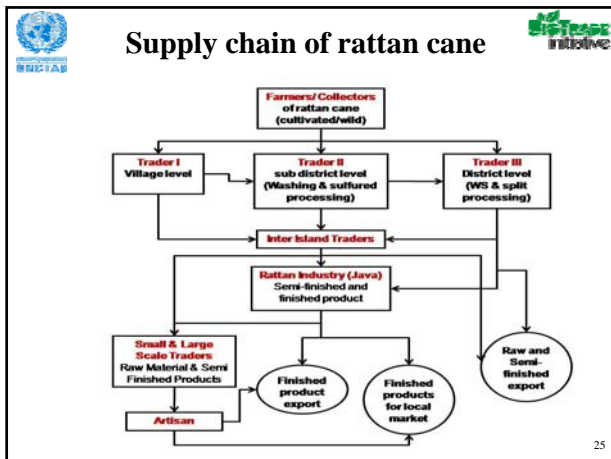 Supply chain of rattan cane
UNCTAD
BIOTRADE
initiative
Farmers/Collectors
of rattan cane
(cultivated/wild)
Trader I
Village level
Trader II
sub district level
(Washing & sulfured
processing)
Trader III
District level
(WS & split
processing)
Inter Island Traders
Rattan Industry (Java)
Semi-finished and
finished product
Small & Large
Scale Traders
Raw Material & Semi
Finished Products
Artisan
Finished
product
export
Finished
products
for local
market
Raw and
Semi-
finished
export
25